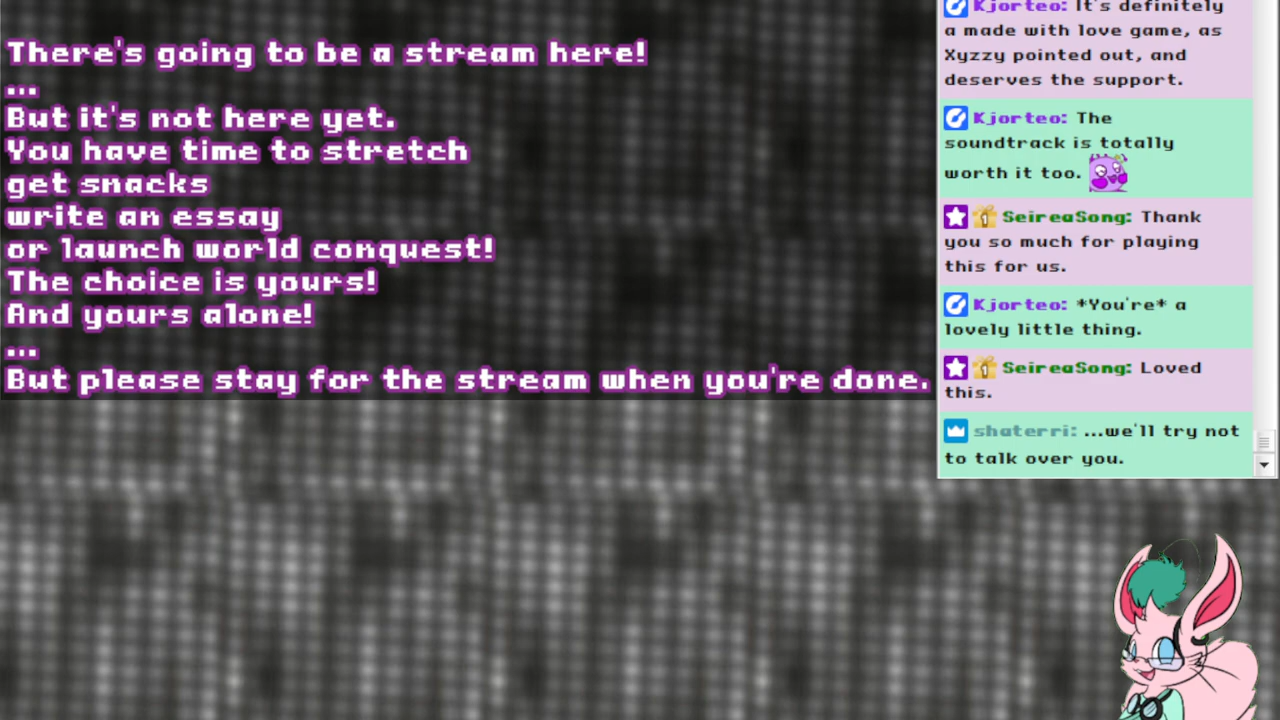 There's going to be a stream here!
...
But it's not here yet.
You have time to stretch
get snacks
write an essay
or launch world conquest!
The choice is yours!
And yours alone!
...
But please stay for the stream when you're done.
Kjorteo: It's definitely
a made with love game, as
Xyzzy pointed out, and
deserves the support.
Kjorteo: The
soundtrack is totally
worth it too.
1 SeireaSong: Thank
you so much for playing
this for us.
Kjorteo: *You're* a
lovely little thing.
1 SeireaSong: Loved
this.
shaterri: ...we'll try not
to talk over you.